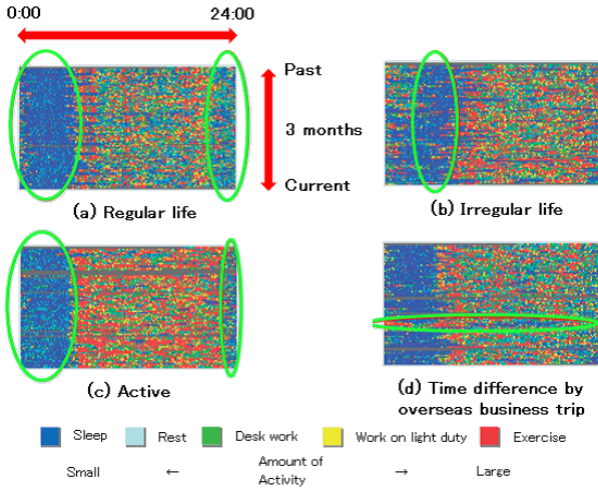 0:00 24:00
Past
3 months
Current
(a) Regular life
(b) Irregular life
(c) Active
(d) Time difference by
overseas business trip
Sleep Rest Desk work Work on light duty Exercise
Small ← Amount of Activity → Large